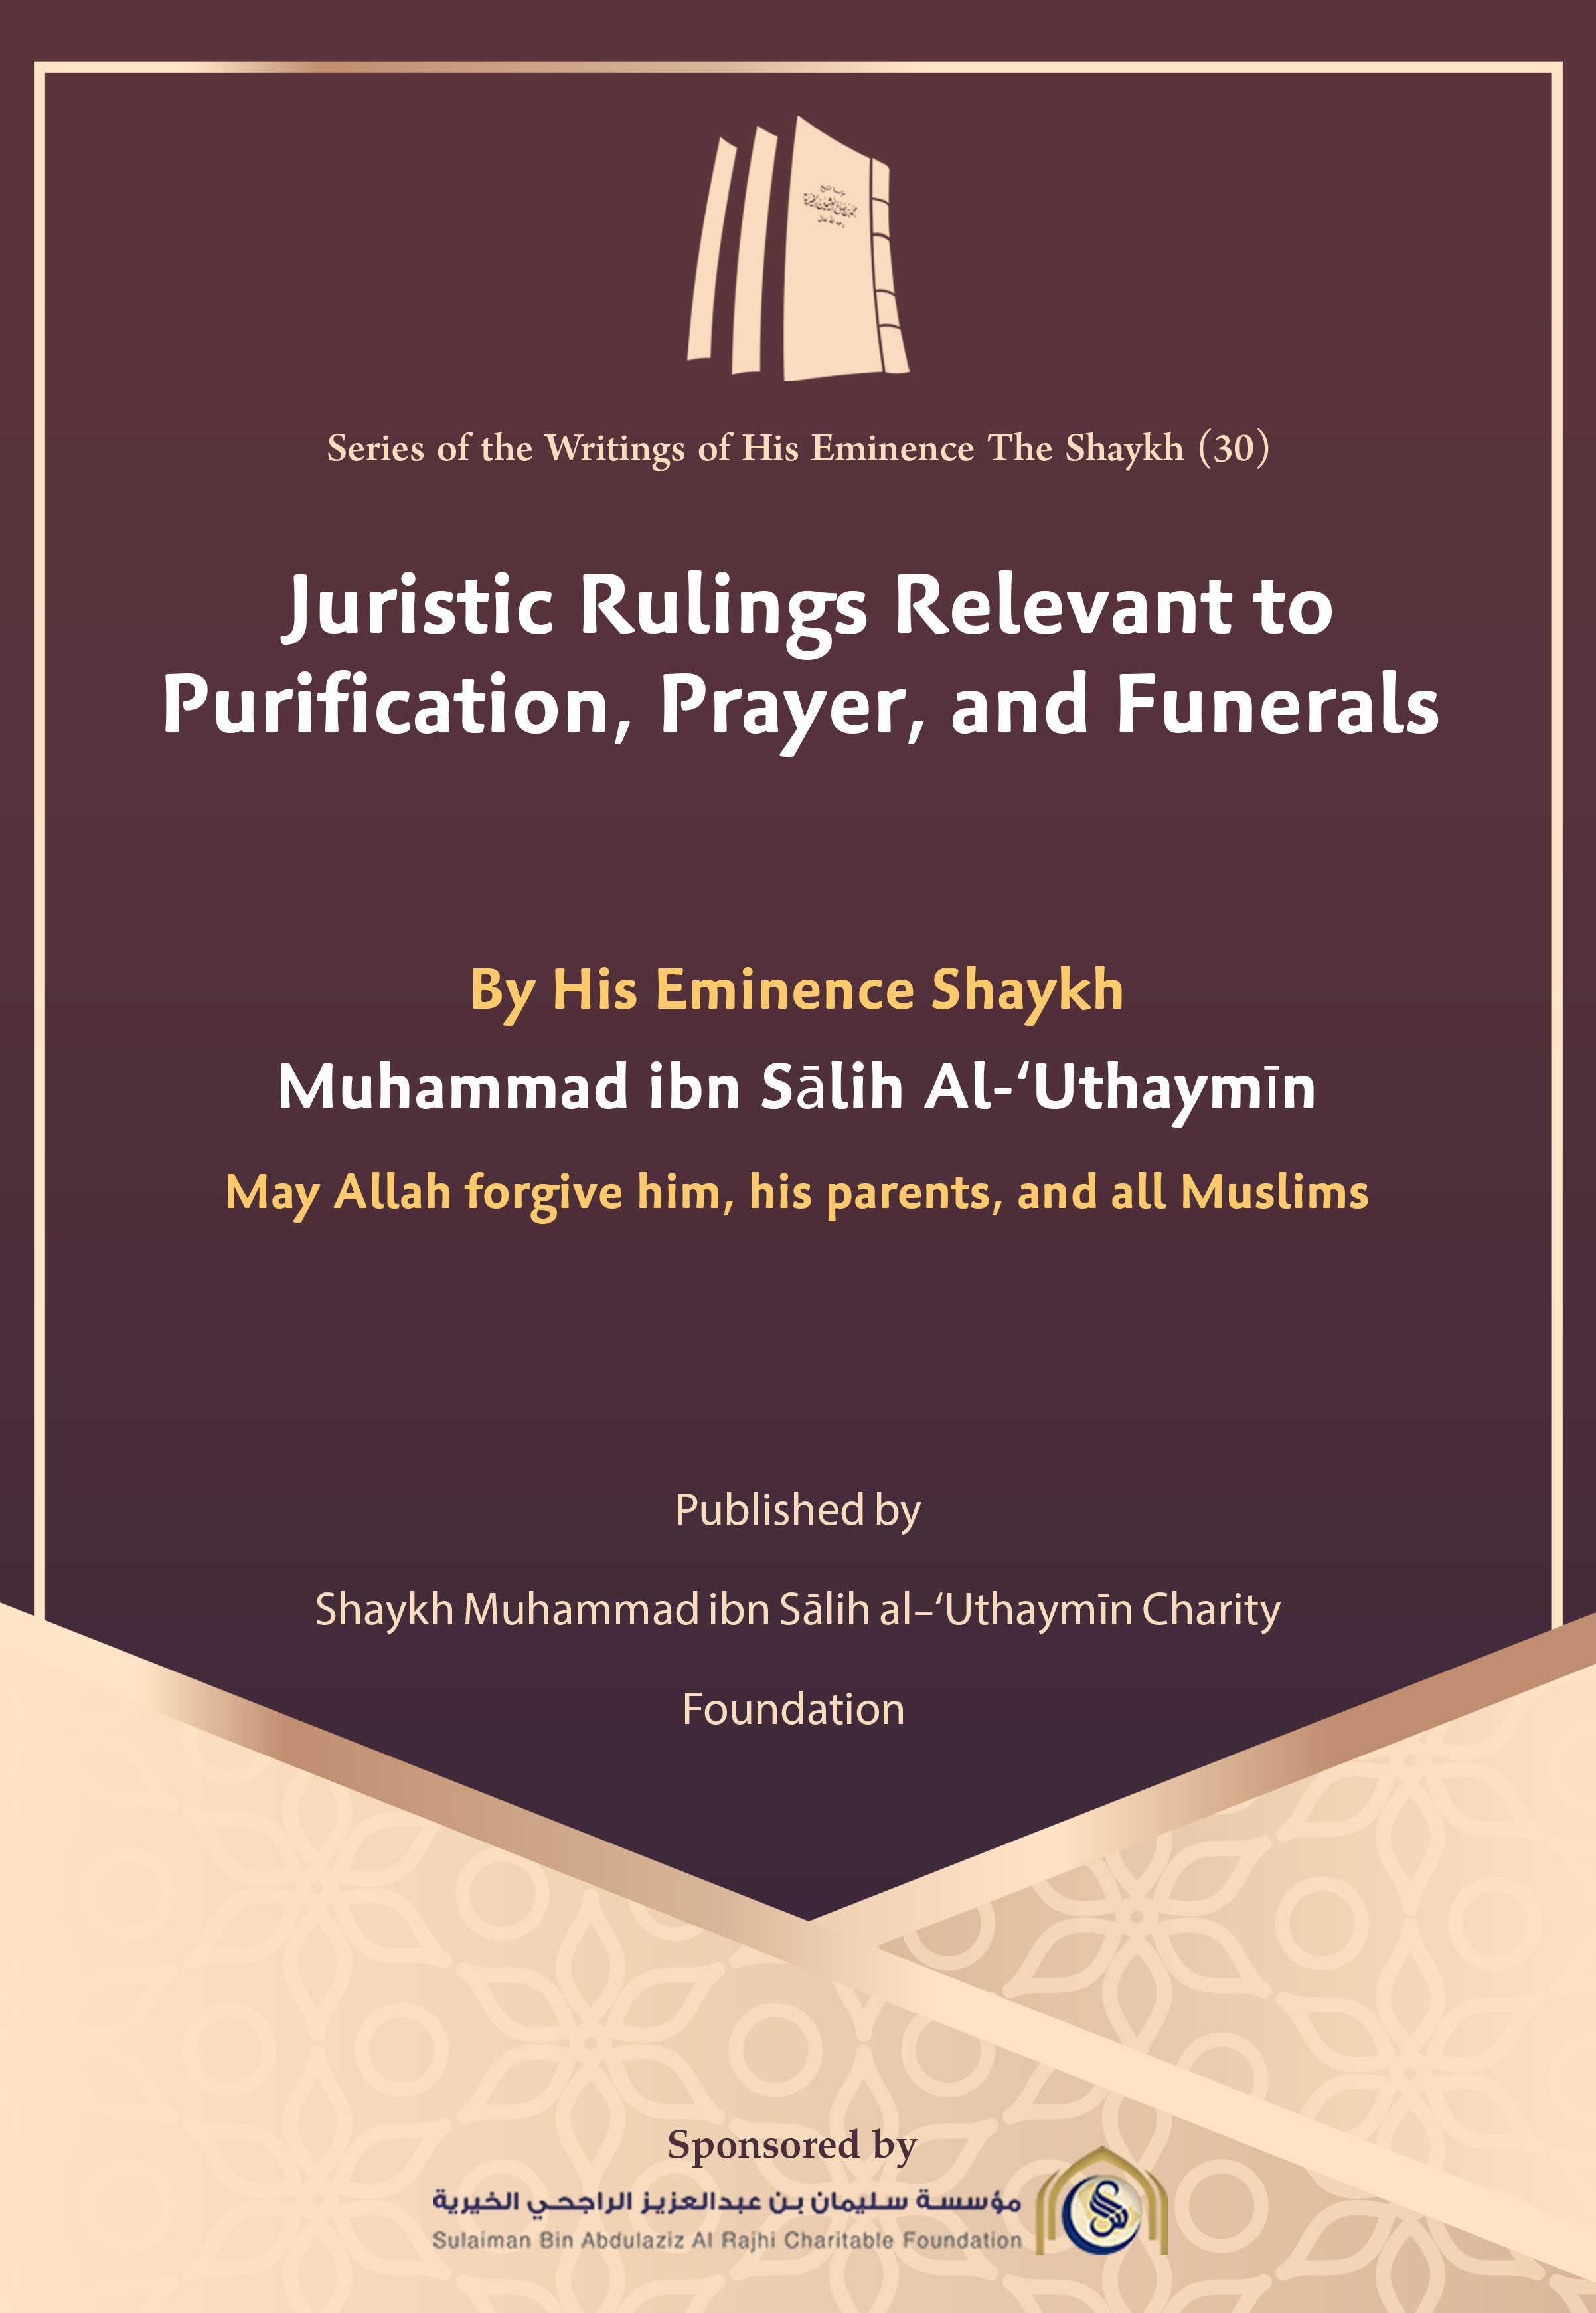 Series of the Writings of His Eminence The Shaykh (30)
Juristic Rulings Relevant to
Purification, Prayer, and Funerals
By His Eminence Shaykh
Muhammad ibn Sālih Al-‘Uthaymīn
May Allah forgive him, his parents, and all Muslims
Published by
Shaykh Muhammad ibn Sālih al–‘Uthaymīn Charity
Foundation
Sponsored by
مؤسسة سليمان بن عبدالعزيز الراجحي الخيرية
Sulaiman Bin Abdulaziz Al Rajhi Charitable Foundation